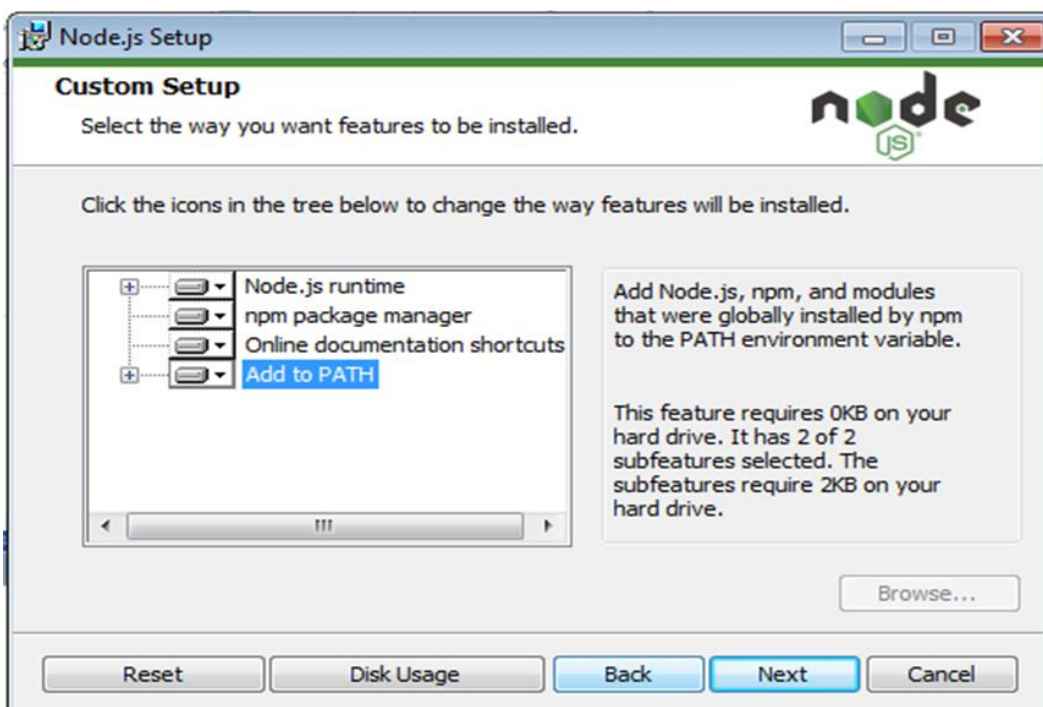 Node.js Setup
Custom Setup
Select the way you want features to be installed.
node
JS
Click the icons in the tree below to change the way features will be installed.
Node.js runtime
npm package manager
Online documentation shortcuts
Add to PATH
Add Node.js, npm, and modules
that were globally installed by npm
to the PATH environment variable.
This feature requires 0KB on your
hard drive. It has 2 of 2
subfeatures selected. The
subfeatures require 2KB on your
hard drive.
Browse...
Reset
Disk Usage
Back
Next
Cancel